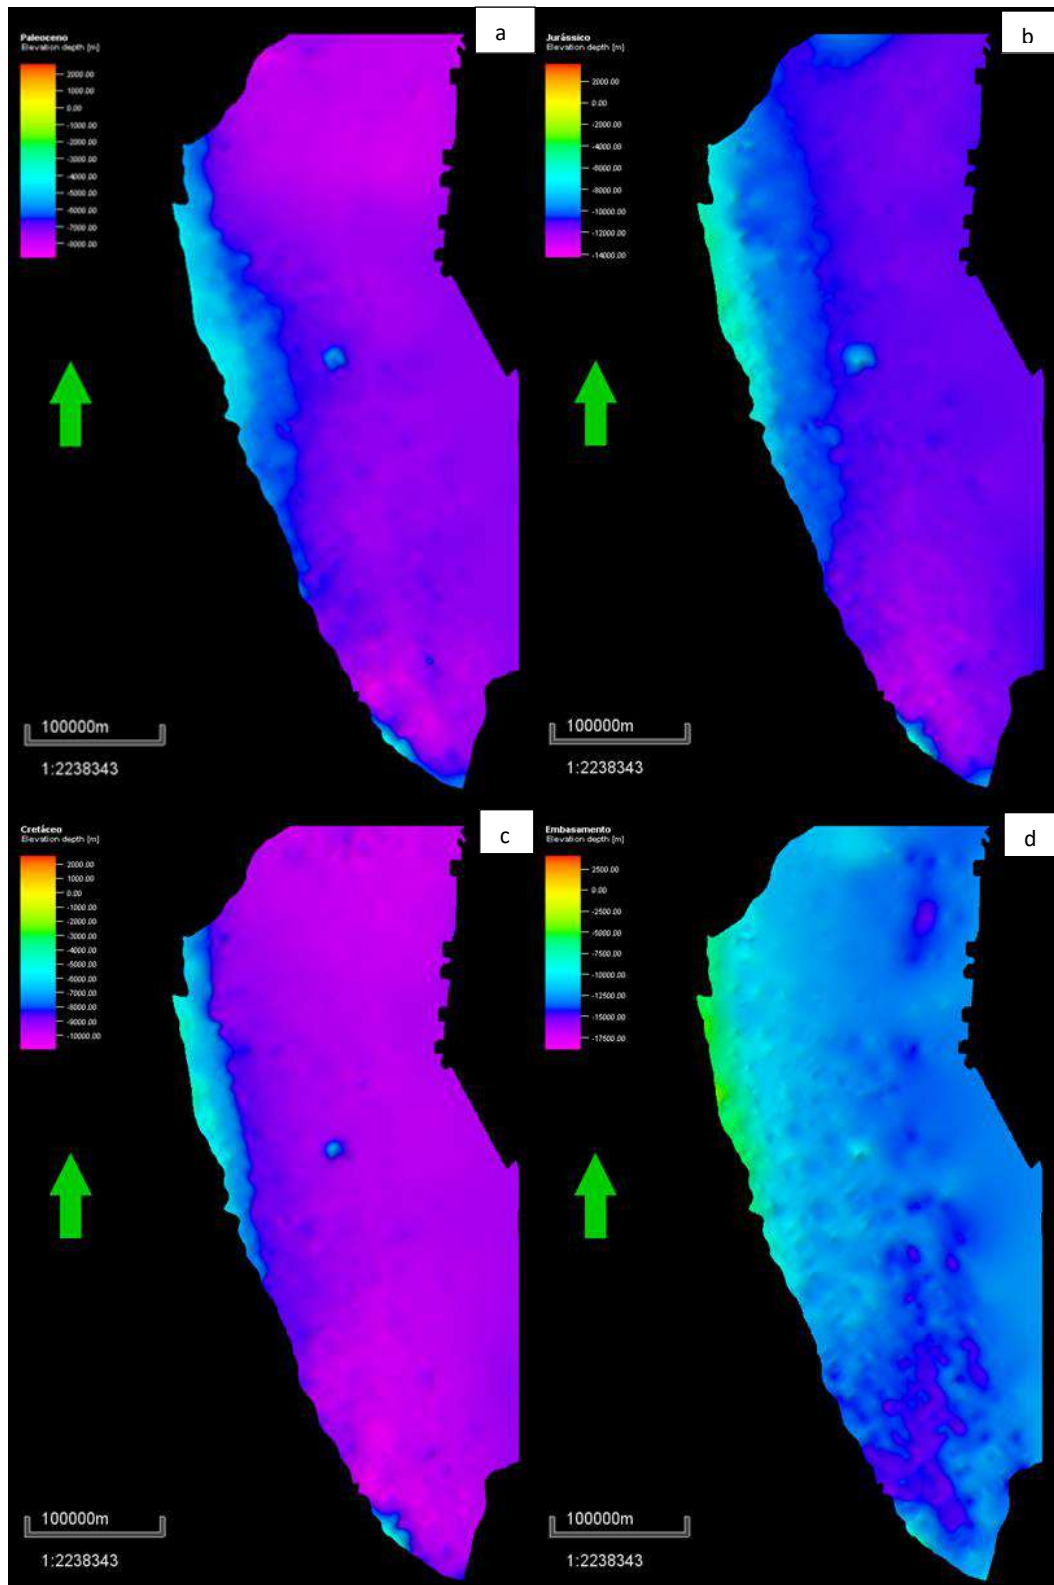 a
Paleoceno
Elevation depth [m]
2000.00
1000.00
0.00
-1000.00
-2000.00
-3000.00
-4000.00
-5000.00
-6000.00
-7000.00
-8000.00
100000m
1:2238343
b
Jurássico
Elevation depth [m]
2000.00
0.00
-2000.00
-4000.00
-6000.00
-8000.00
-10000.00
-12000.00
-14000.00
100000m
1:2238343
c
Cretáceo
Elevation depth [m]
2000.00
1000.00
0.00
-1000.00
-2000.00
-3000.00
-4000.00
-5000.00
-6000.00
-7000.00
-8000.00
-9000.00
-10000.00
100000m
1:2238343
d
Embasamento
Elevation depth [m]
2500.00
0.00
-2500.00
-5000.00
-7500.00
-10000.00
-12500.00
-15000.00
-17500.00
100000m
1:2238343